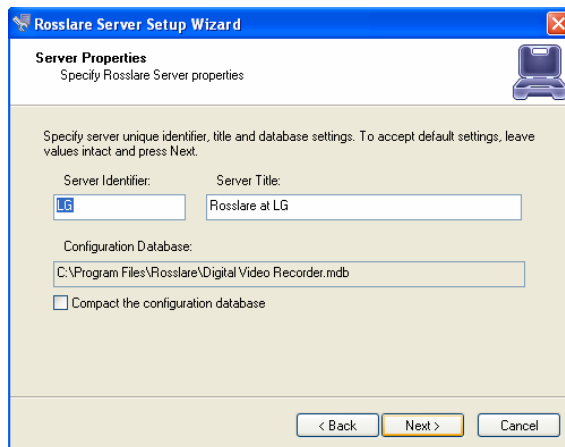 Rosslare Server Setup Wizard
Server Properties
Specify Rosslare Server properties
Specify server unique identifier, title and database settings. To accept default settings, leave
values intact and press Next.
Server Identifier: Server Title:
LG Rosslare at LG
Configuration Database:
C:\Program Files\Rosslare\Digital Video Recorder.mdb
Compact the configuration database
< Back Next > Cancel